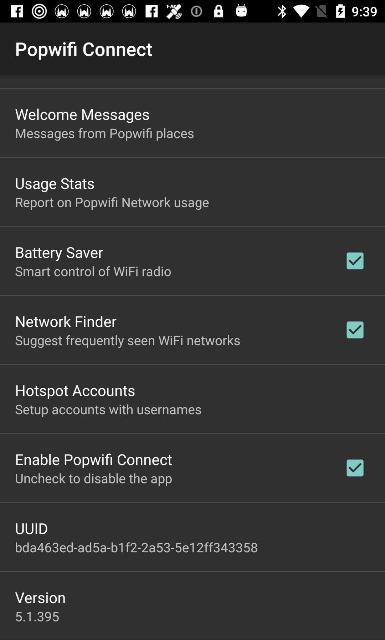 9:39
Popwifi Connect
Welcome Messages
Messages from Popwifi places
Usage Stats
Report on Popwifi Network usage
Battery Saver
Smart control of WiFi radio
Network Finder
Suggest frequently seen WiFi networks
Hotspot Accounts
Setup accounts with usernames
Enable Popwifi Connect
Uncheck to disable the app
UUID
bda463ed-ad5a-b1f2-2a53-5e12ff343358
Version
5.1.395